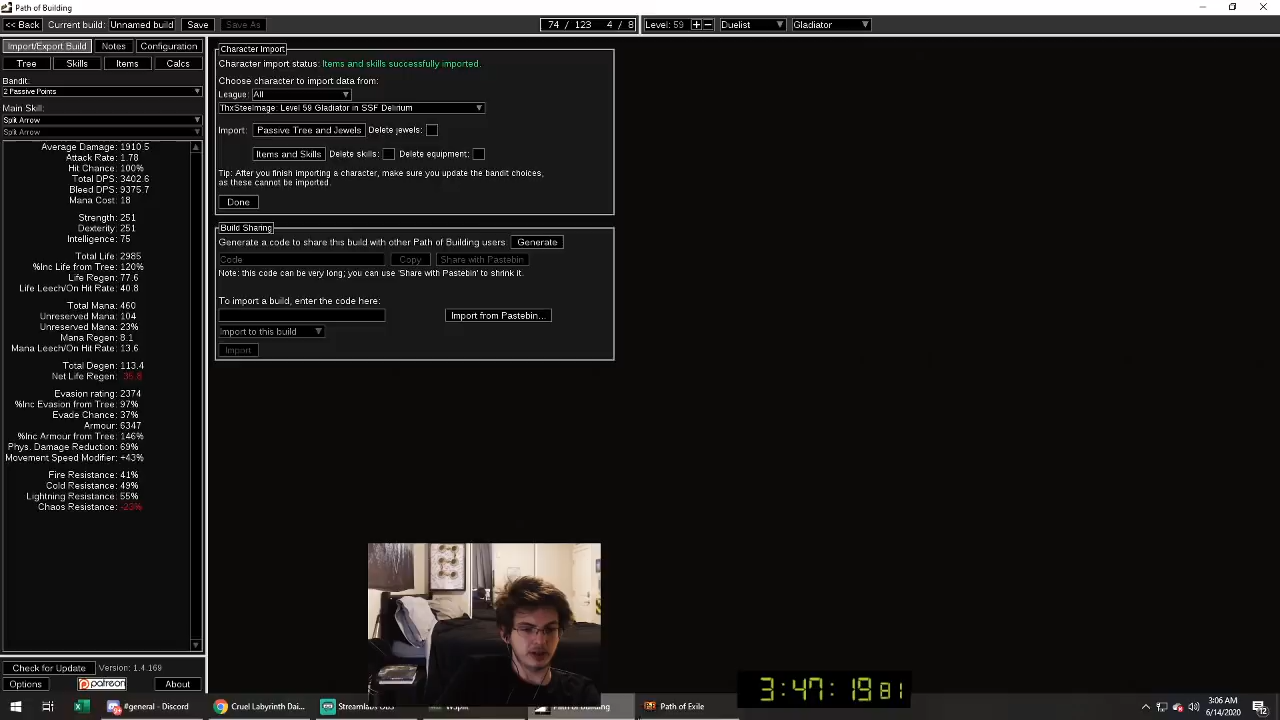 Path of Building
<< Back
Current build:
Unnamed build
Save
Save As
74 / 123 4 / 8
Level: 59
+
−
Duelist
Gladiator
Import/Export Build
Notes
Configuration
Tree
Skills
Items
Calcs
Bandit:
2 Passive Points
Main Skill:
Split Arrow
Split Arrow
Average Damage: 1910.5
Attack Rate: 1.78
Hit Chance: 100%
Total DPS: 3402.6
Bleed DPS: 9375.7
Mana Cost: 18
Strength: 251
Dexterity: 251
Intelligence: 75
Total Life: 2985
%Inc Life from Tree: 120%
Life Regen: 77.6
Life Leech/On Hit Rate: 40.8
Total Mana: 460
Unreserved Mana: 104
Unreserved Mana: 23%
Mana Regen: 8.1
Mana Leech/On Hit Rate: 13.6
Total Degen: 113.4
Net Life Regen: -35.8
Evasion rating: 2374
%Inc Evasion from Tree: 97%
Evade Chance: 37%
Armour: 6347
%Inc Armour from Tree: 146%
Phys. Damage Reduction: 69%
Movement Speed Modifier: +43%
Fire Resistance: 41%
Cold Resistance: 49%
Lightning Resistance: 55%
Chaos Resistance: -23%
Check for Update
Version: 1.4.169
Options
patreon
About
Character Import
Character import status: Items and skills successfully imported.
Choose character to import data from:
League: All
ThxSteelmage: Level 59 Gladiator in SSF Delirium
Import: Passive Tree and Jewels Delete jewels:
Items and Skills Delete skills: Delete equipment:
Tip: After you finish importing a character, make sure you update the bandit choices,
as these cannot be imported.
Done
Build Sharing
Generate a code to share this build with other Path of Building users: Generate
Code Copy Share with Pastebin
Note: this code can be very long; you can use 'Share with Pastebin' to shrink it.
To import a build, enter the code here:
Import from Pastebin...
Import to this build
Import
3:47:19 81
#general - Discord
Cruel Labyrinth Dai...
Streamlabs OBS
WSplit
Path of Building
Path of Exile
3:06 AM
6/14/2020
12